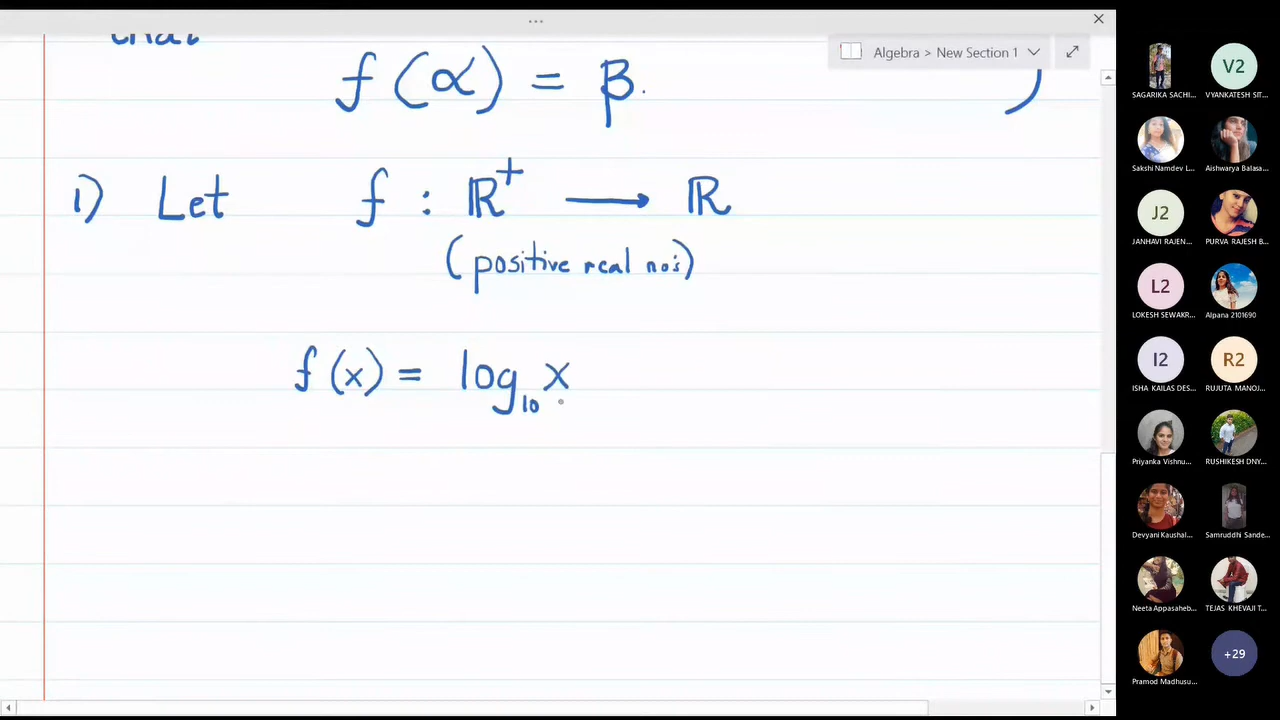 ...
Algebra > New Section 1
that
f(α) = β.
)
1) Let f : ℝ⁺ ⟶ ℝ
(positive real no's)
f(x) = log₁₀ x
SAGARIKA SACHI... VYANKATESH SIT...
V2
Sakshi Namdev L... Aishwarya Balasa...
J2
JANHAVI RAJEN... PURVA RAJESH B...
L2
LOKESH SEWAKR... Alpana 2101690
I2 R2
ISHA KAILAS DES... RUJUTA MANOJ...
Priyanka Vishnu... RUSHIKESH DNY...
Devyani Kaushal... Samruddhi Sande...
Neeta Appasaheb... TEJAS KHEVAJI T...
+29
Pramod Madhusu...